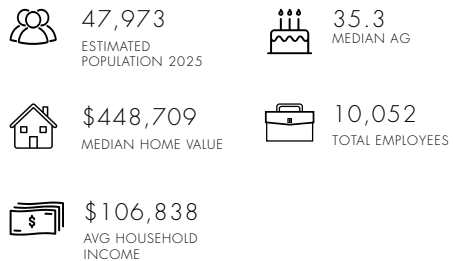 47,973
ESTIMATED
POPULATION 2025
35.3
MEDIAN AG
$448,709
MEDIAN HOME VALUE
10,052
TOTAL EMPLOYEES
$106,838
AVG HOUSEHOLD
INCOME
$